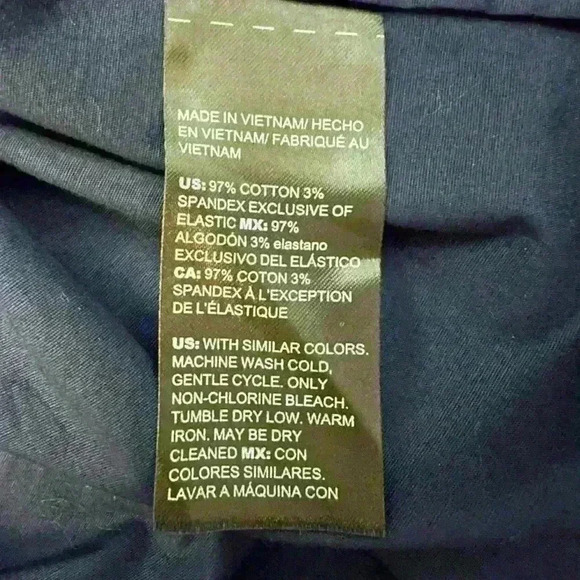 MADE IN VIETNAM/ HECHO
EN VIETNAM/ FABRIQUÉ AU
VIETNAM
US: 97% COTTON 3%
SPANDEX EXCLUSIVE OF
ELASTIC MX: 97%
ALGODÓN 3% elastano
EXCLUSIVO DEL ELÁSTICO
CA: 97% COTON 3%
SPANDEX À L'EXCEPTION
DE L'ÉLASTIQUE
US: WITH SIMILAR COLORS.
MACHINE WASH COLD,
GENTLE CYCLE. ONLY
NON-CHLORINE BLEACH.
TUMBLE DRY LOW. WARM
IRON. MAY BE DRY
CLEANED MX: CON
COLORES SIMILARES.
LAVAR A MÁQUINA CON